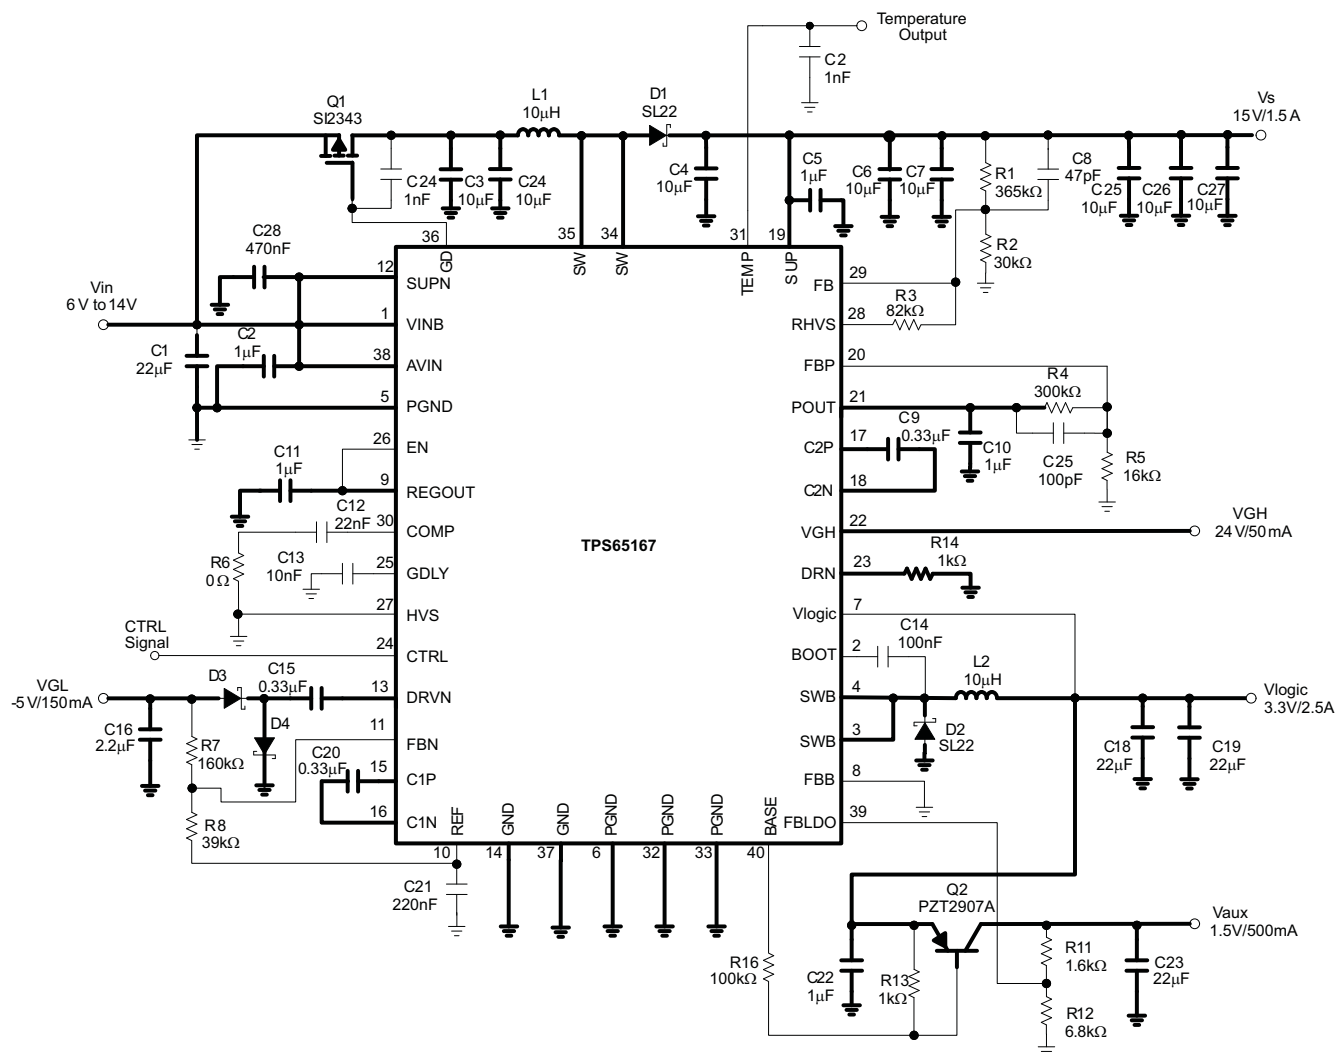 Temperature
Output
C2
1nF
Q1
SI2343
L1
10µH
D1
SL22
Vs
15V/1.5 A
C24
1nF
C3
10µF
C24
10µF
C4
10µF
C5
1µF
C6
10µF
C7
10µF
R1
365kΩ
C8
47pF
C25
10µF
C26
10µF
C27
10µF
R2
30kΩ
C28
470nF
36
GD
35
SW
34
SW
31
TEMP
19
SUP
Vin
6 V to 14V
12
SUPN
1
VINB
C2
1µF
38
AVIN
C1
22µF
5
PGND
26
EN
C11
1µF
9
REGOUT
C12
22nF
30
COMP
R6
0 Ω
C13
10nF
25
GDLY
27
HVS
CTRL
Signal
24
CTRL
VGL
-5 V/150mA
D3
C15
0.33µF
13
DRVN
C16
2.2µF
R7
160kΩ
D4
11
FBN
C20
0.33µF
15
C1P
16
C1N
R8
39kΩ
TPS65167
FB
29
R3
82kΩ
RHVS
28
FBP
20
R4
300kΩ
POUT
21
C9
0.33µF
C10
1µF
C25
100pF
R5
16kΩ
C2P
17
C2N
18
VGH
22
VGH
24 V/50 mA
DRN
23
R14
1kΩ
Vlogic
7
C14
100nF
BOOT
2
SWB
4
L2
10µH
Vlogic
3.3V/2.5A
SWB
3
D2
SL22
C18
22µF
C19
22µF
FBB
8
FBLDO
39
REF
10
GND
14
GND
37
PGND
6
PGND
32
PGND
33
BASE
40
C21
220nF
Q2
PZT2907A
Vaux
1.5V/500mA
R16
100kΩ
C22
1µF
R13
1kΩ
R11
1.6kΩ
R12
6.8kΩ
C23
22µF